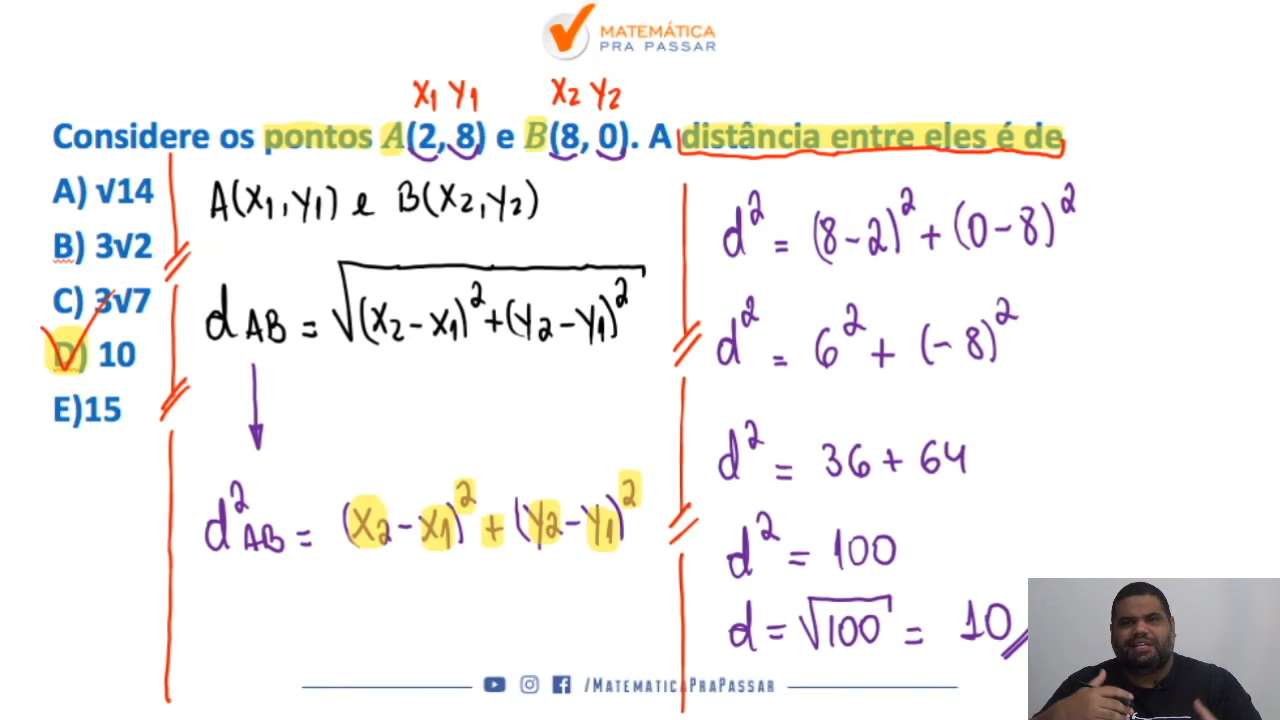 MATEMÁTICA
PRA PASSAR
X1 Y1 X2 Y2
Considere os pontos A(2, 8) e B(8, 0). A distância entre eles é de
A) √14
B) 3√2
C) 3√7
D) 10
E)15
A(X1,Y1) e B(X2,Y2)
dAB = √(X2-X1)²+(Y2-Y1)²
d²AB = (X2-X1)²+(Y2-Y1)²
d² = (8-2)²+(0-8)²
d² = 6²+(-8)²
d² = 36+64
d² = 100
d = √100 = 10
/MATEMATICAPRAPASSAR